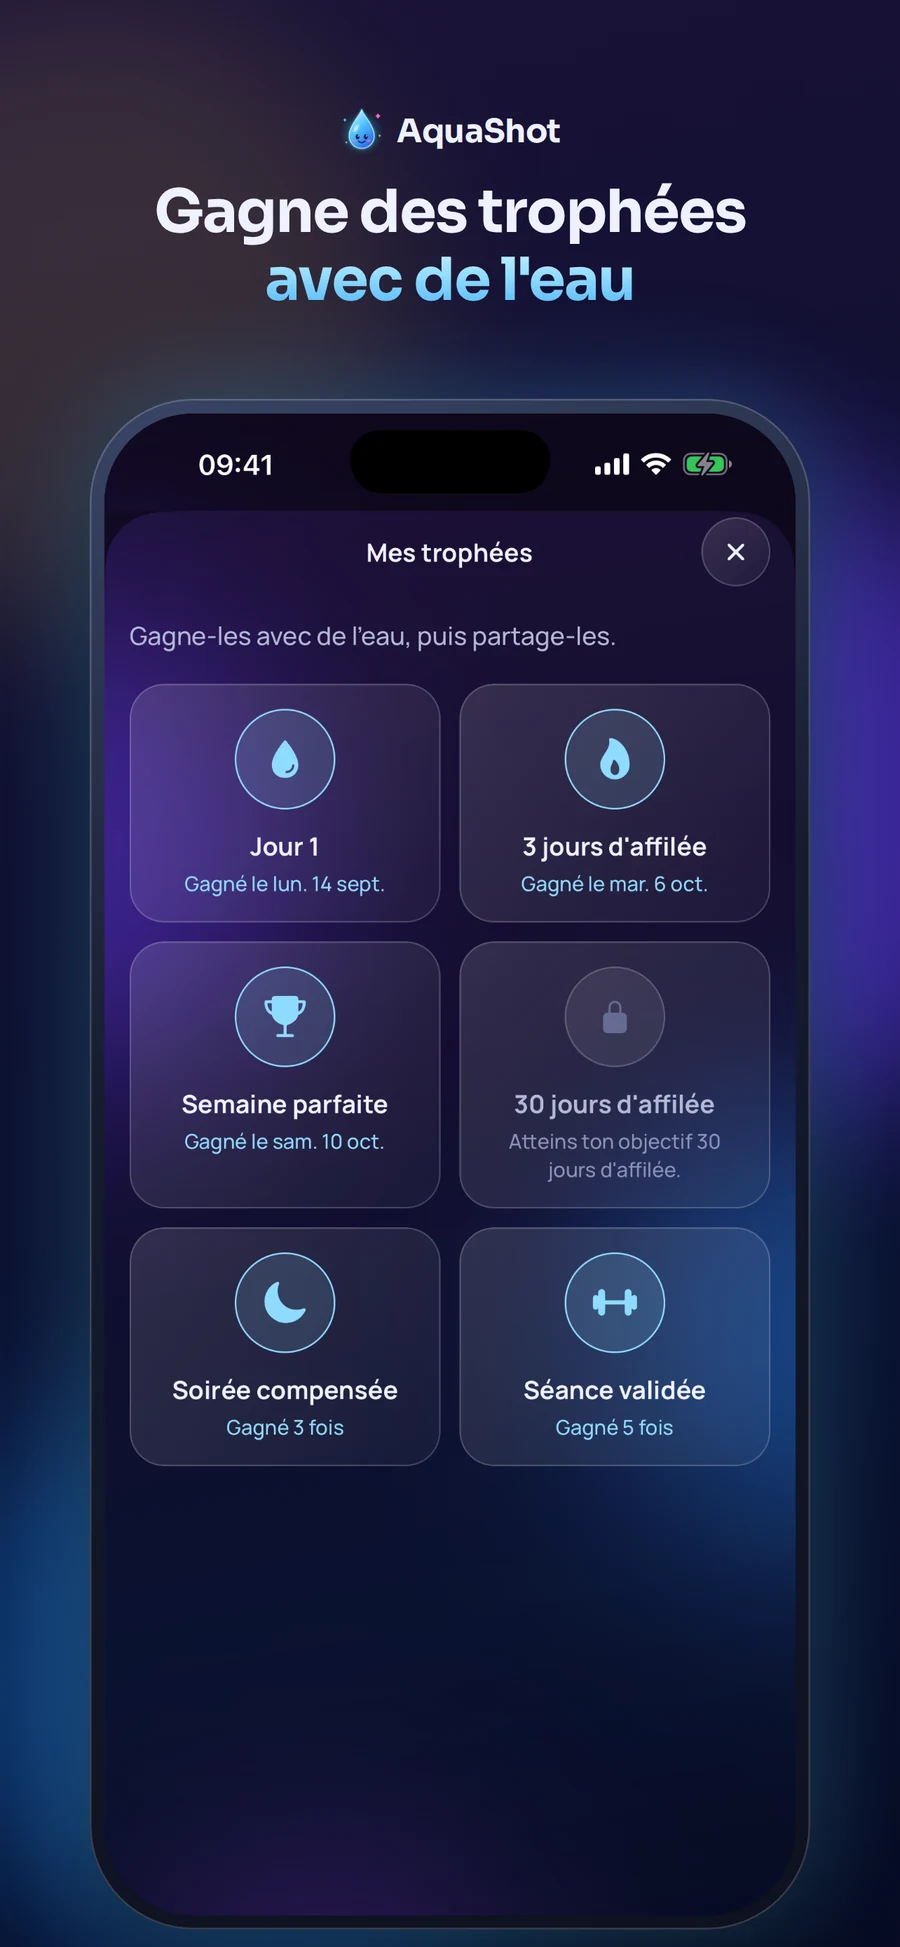 AquaShot
Gagne des trophées
avec de l'eau
09:41
Mes trophées
Gagne-les avec de l’eau, puis partage-les.
Jour 1
Gagné le lun. 14 sept.
3 jours d'affilée
Gagné le mar. 6 oct.
Semaine parfaite
Gagné le sam. 10 oct.
30 jours d'affilée
Atteins ton objectif 30
jours d'affilée.
Soirée compensée
Gagné 3 fois
Séance validée
Gagné 5 fois